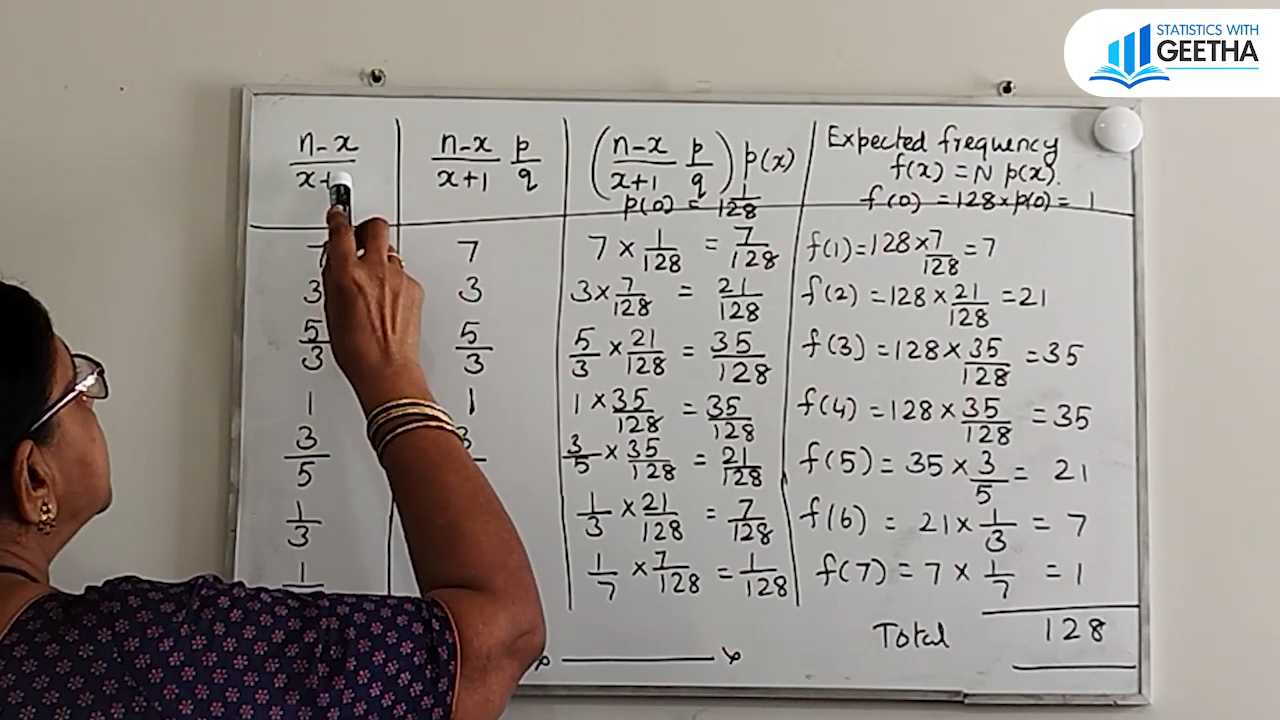 STATISTICS WITH
GEETHA
n-x / x+1
7
3
5/3
1
3/5
1/3
1
n-x / x+1 p/q
7
3
5/3
1
3
(n-x / x+1 p/q) p(x)
p(0) = 1/128
7 × 1/128 = 7/128
3 × 7/128 = 21/128
5/3 × 21/128 = 35/128
1 × 35/128 = 35/128
3/5 × 35/128 = 21/128
1/3 × 21/128 = 7/128
1/7 × 7/128 = 1/128
Expected frequency
f(x) = N p(x).
f(0) = 128 × p(0) = 1
f(1) = 128 × 7/128 = 7
f(2) = 128 × 21/128 = 21
f(3) = 128 × 35/128 = 35
f(4) = 128 × 35/128 = 35
f(5) = 35 × 3/5 = 21
f(6) = 21 × 1/3 = 7
f(7) = 7 × 1/7 = 1
Total 128